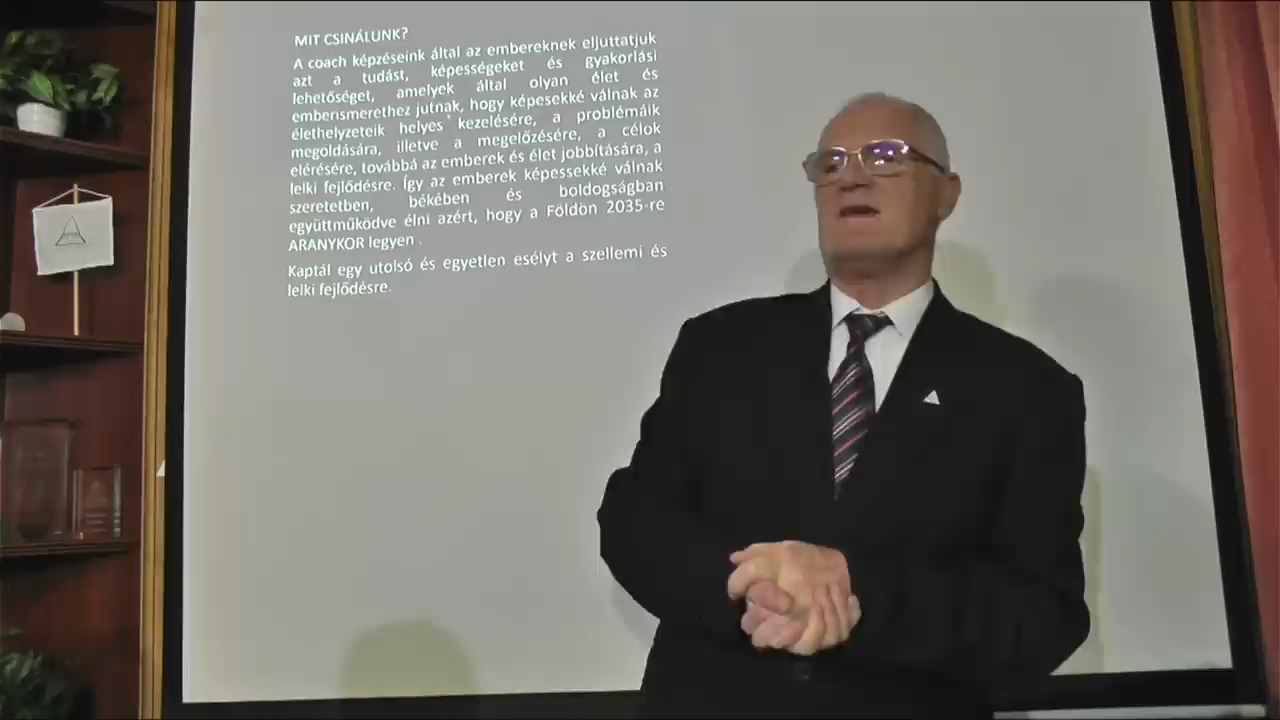 MIT CSINÁLUNK?
A coach képzéseink által az embereknek eljuttatjuk
azt a tudást, képességeket és gyakorlási
lehetőséget, amelyek által olyan élet és
emberismerethez jutnak, hogy képesekké válnak az
élethelyzeteik helyes kezelésére, a problémáik
megoldására, illetve a megelőzésére, a célok
elérésére, továbbá az emberek és élet jobbítására, a
lelki fejlődésre. Így az emberek képessekké válnak
szeretetben, békében és boldogságban
együttműködve élni azért, hogy a Földön 2035-re
ARANYKOR legyen .
Kaptál egy utolsó és egyetlen esélyt a szellemi és
lelki fejlődésre.